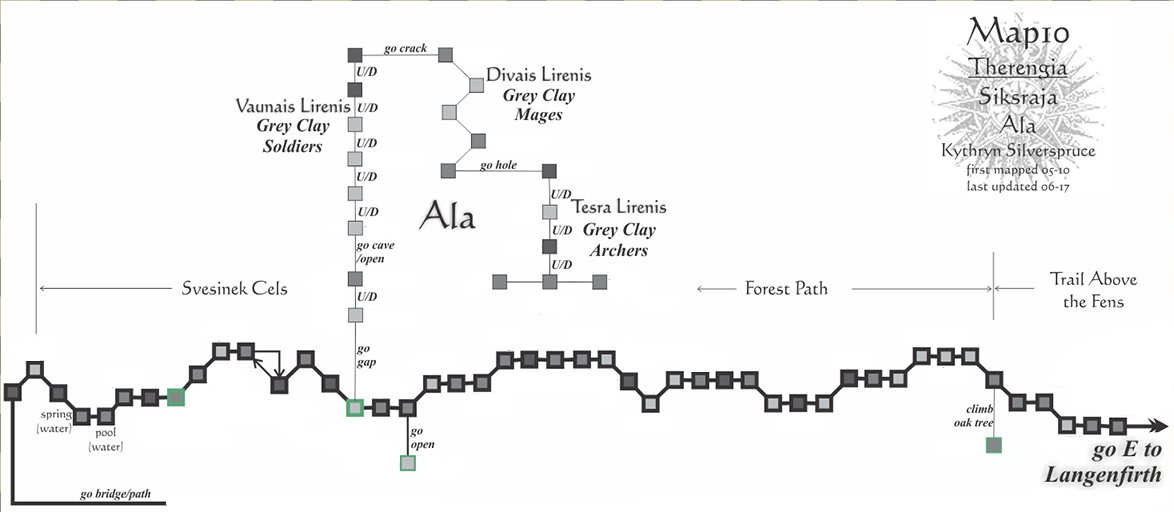 N
Map10
Therengia
Siksraja
Ala
Kythryn Silverspruce
first mapped 05-10
last updated 06-17
go crack
U/D
U/D
U/D
U/D
U/D
Vaunais Lirenis
Grey Clay
Soldiers
Divais Lirenis
Grey Clay
Mages
go hole
U/D
U/D
U/D
Tesra Lirenis
Grey Clay
Archers
Ala
go cave
/open
U/D
go
gap
Svesinek Cels
Forest Path
Trail Above
the Fens
spring
(water)
pool
(water)
go
open
climb
oak tree
go E to
Langenfirth
go bridge/path